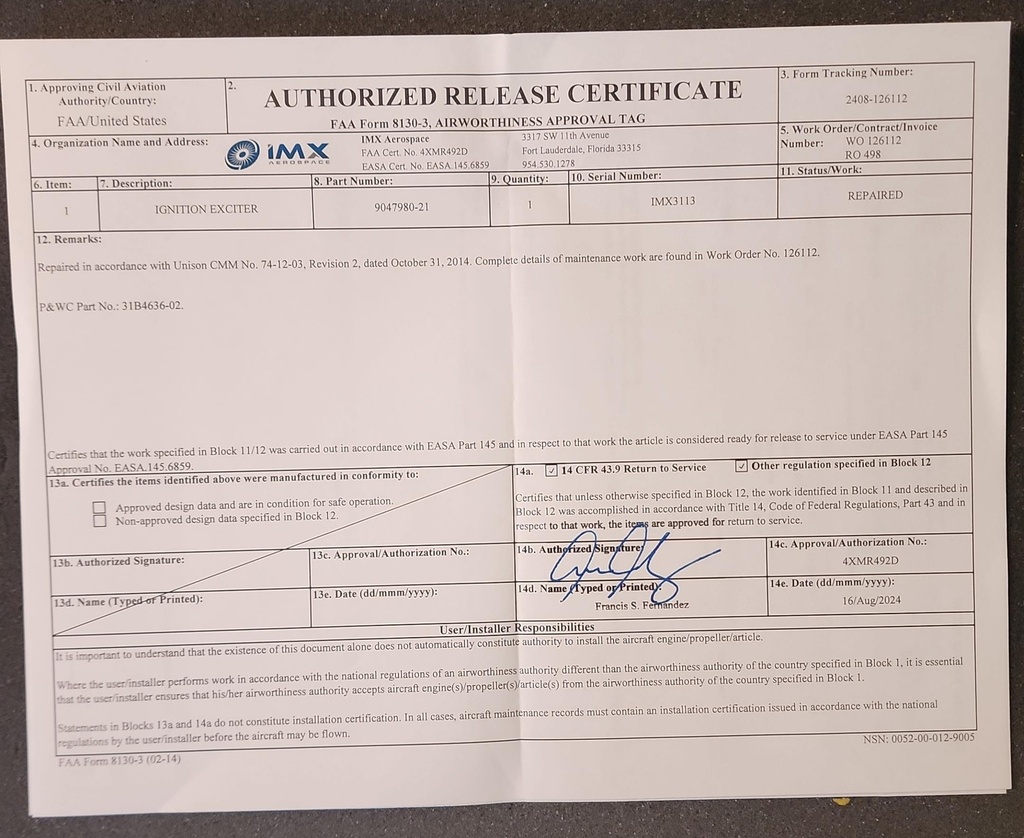 1. Approving Civil Aviation
Authority/Country:
FAA/United States
2.
AUTHORIZED RELEASE CERTIFICATE
FAA Form 8130-3, AIRWORTHINESS APPROVAL TAG
3. Form Tracking Number:
2408-126112
4. Organization Name and Address:
IMX
AEROSPACE
IMX Aerospace
FAA Cert. No. 4XMR492D
EASA Cert. No. EASA.145.6859
3317 SW 11th Avenue
Fort Lauderdale, Florida 33315
954.530.1278
5. Work Order/Contract/Invoice
Number: WO 126112
RO 498
6. Item:
1
7. Description:
IGNITION EXCITER
8. Part Number:
9047980-21
9. Quantity:
1
10. Serial Number:
IMX3113
11. Status/Work:
REPAIRED
12. Remarks:
Repaired in accordance with Unison CMM No. 74-12-03, Revision 2, dated October 31, 2014. Complete details of maintenance work are found in Work Order No. 126112.
P&WC Part No.: 31B4636-02.
Certifies that the work specified in Block 11/12 was carried out in accordance with EASA Part 145 and in respect to that work the article is considered ready for release to service under EASA Part 145
Approval No. EASA.145.6859.
13a. Certifies the items identified above were manufactured in conformity to:
Approved design data and are in condition for safe operation.
Non-approved design data specified in Block 12.
14a. 14 CFR 43.9 Return to Service Other regulation specified in Block 12
Certifies that unless otherwise specified in Block 12, the work identified in Block 11 and described in
Block 12 was accomplished in accordance with Title 14, Code of Federal Regulations, Part 43 and in
respect to that work, the items are approved for return to service.
13b. Authorized Signature:
13c. Approval/Authorization No.:
14b. Authorized Signature:
14c. Approval/Authorization No.:
4XMR492D
13d. Name (Typed or Printed):
13e. Date (dd/mmm/yyyy):
14d. Name (Typed or Printed):
Francis S. Fernandez
14e. Date (dd/mmm/yyyy):
16/Aug/2024
User/Installer Responsibilities
It is important to understand that the existence of this document alone does not automatically constitute authority to install the aircraft engine/propeller/article.
Where the user/installer performs work in accordance with the national regulations of an airworthiness authority different than the airworthiness authority of the country specified in Block 1, it is essential
that the user/installer ensures that his/her airworthiness authority accepts aircraft engine(s)/propeller(s)/article(s) from the airworthiness authority of the country specified in Block 1.
Statements in Blocks 13a and 14a do not constitute installation certification. In all cases, aircraft maintenance records must contain an installation certification issued in accordance with the national
regulations by the user/installer before the aircraft may be flown.
FAA Form 8130-3 (02-14)
NSN: 0052-00-012-9005